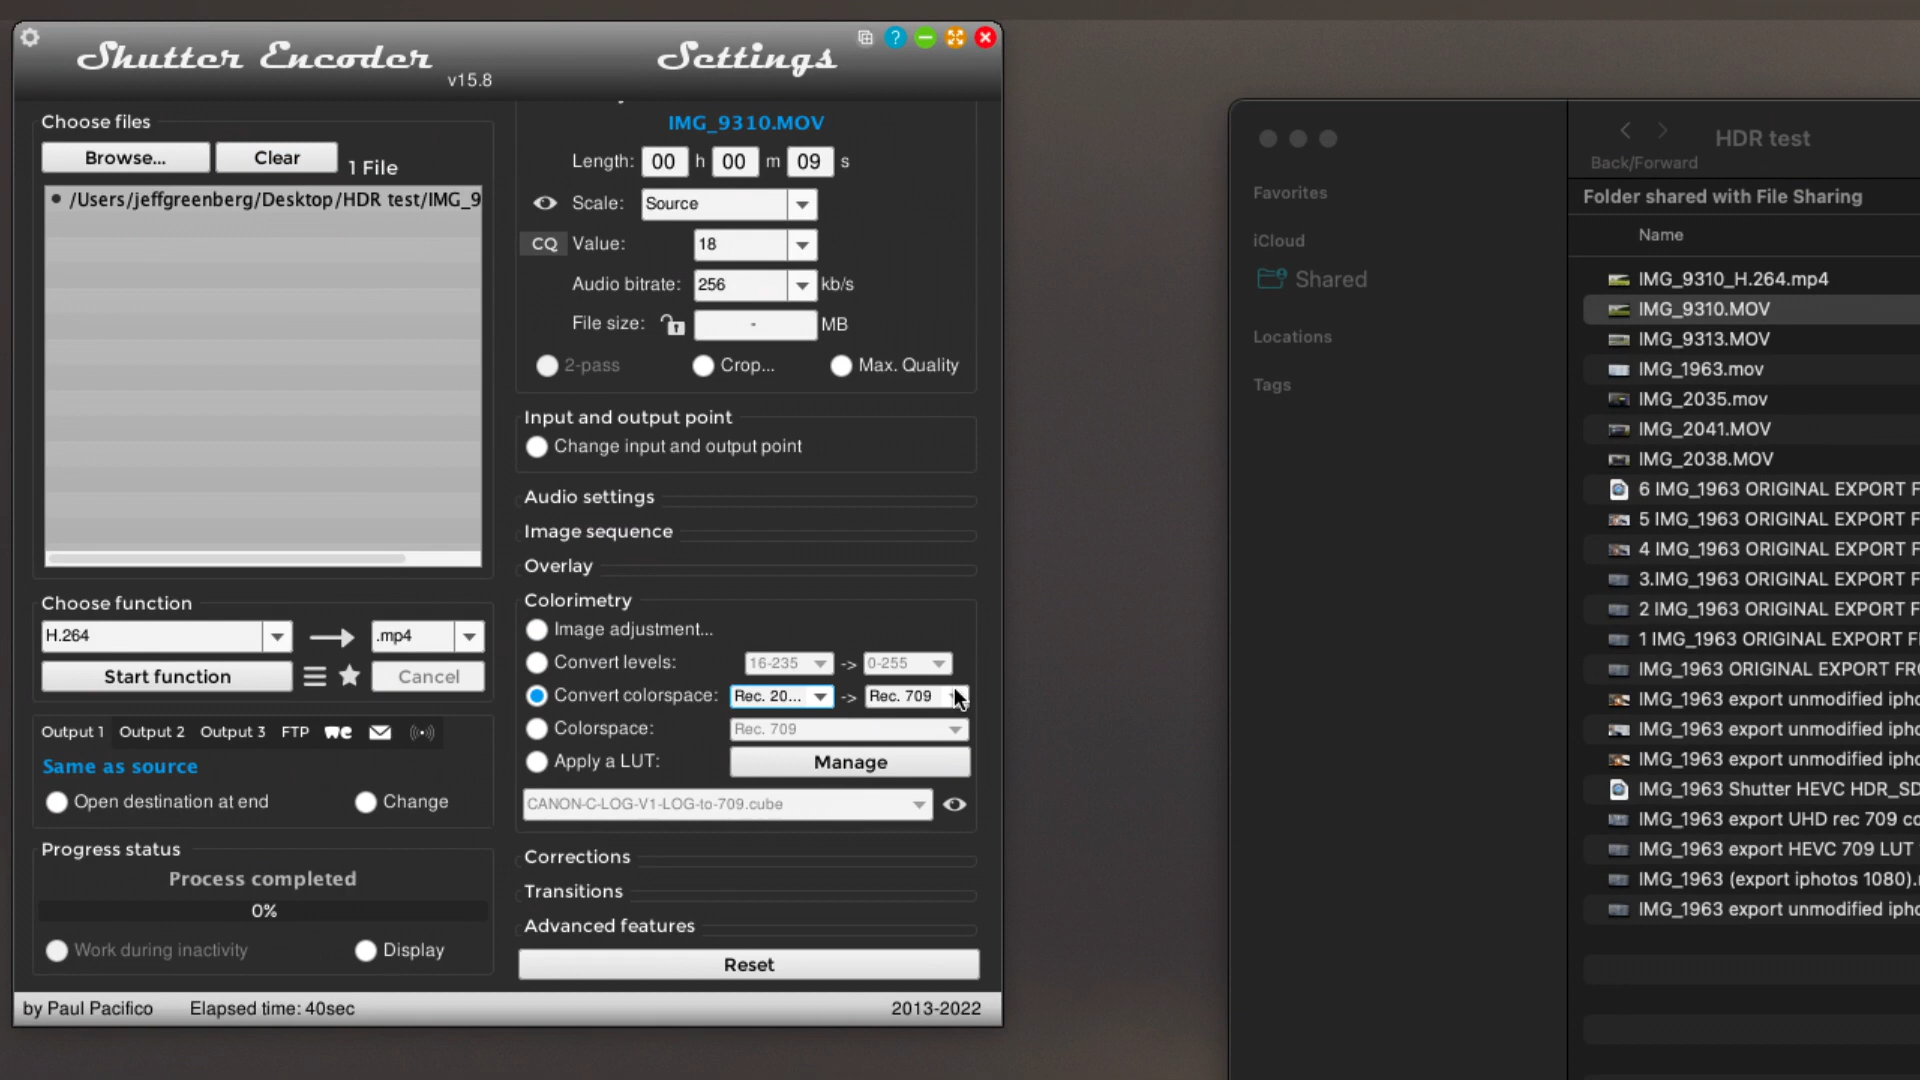 Shutter Encoder
v15.8
Settings
?
Choose files
Browse...
Clear
1 File
/Users/jeffgreenberg/Desktop/HDR test/IMG_9
Choose function
H.264
.mp4
Start function
Cancel
Output 1 Output 2 Output 3 FTP we
Same as source
Open destination at end
Change
Progress status
Process completed
0%
Work during inactivity
Display
by Paul Pacifico
Elapsed time: 40sec
2013-2022
IMG_9310.MOV
Length: 00 h 00 m 09 s
Scale: Source
CQ Value: 18
Audio bitrate: 256 kb/s
File size: - MB
2-pass
Crop...
Max. Quality
Input and output point
Change input and output point
Audio settings
Image sequence
Overlay
Colorimetry
Image adjustment...
Convert levels: 16-235 -> 0-255
Convert colorspace: Rec. 20... -> Rec. 709
Colorspace: Rec. 709
Apply a LUT: Manage
CANON-C-LOG-V1-LOG-to-709.cube
Corrections
Transitions
Advanced features
Reset
Favorites
iCloud
Shared
Locations
Tags
Back/Forward
HDR test
Folder shared with File Sharing
Name
IMG_9310_H.264.mp4
IMG_9310.MOV
IMG_9313.MOV
IMG_1963.mov
IMG_2035.mov
IMG_2041.MOV
IMG_2038.MOV
6 IMG_1963 ORIGINAL EXPORT F
5 IMG_1963 ORIGINAL EXPORT F
4 IMG_1963 ORIGINAL EXPORT F
3.IMG_1963 ORIGINAL EXPORT F
2 IMG_1963 ORIGINAL EXPORT F
1 IMG_1963 ORIGINAL EXPORT F
IMG_1963 ORIGINAL EXPORT FRO
IMG_1963 export unmodified ipho
IMG_1963 export unmodified ipho
IMG_1963 export unmodified ipho
IMG_1963 Shutter HEVC HDR_SD
IMG_1963 export UHD rec 709 co
IMG_1963 export HEVC 709 LUT
IMG_1963 (export iphotos 1080).
IMG_1963 export unmodified ipho